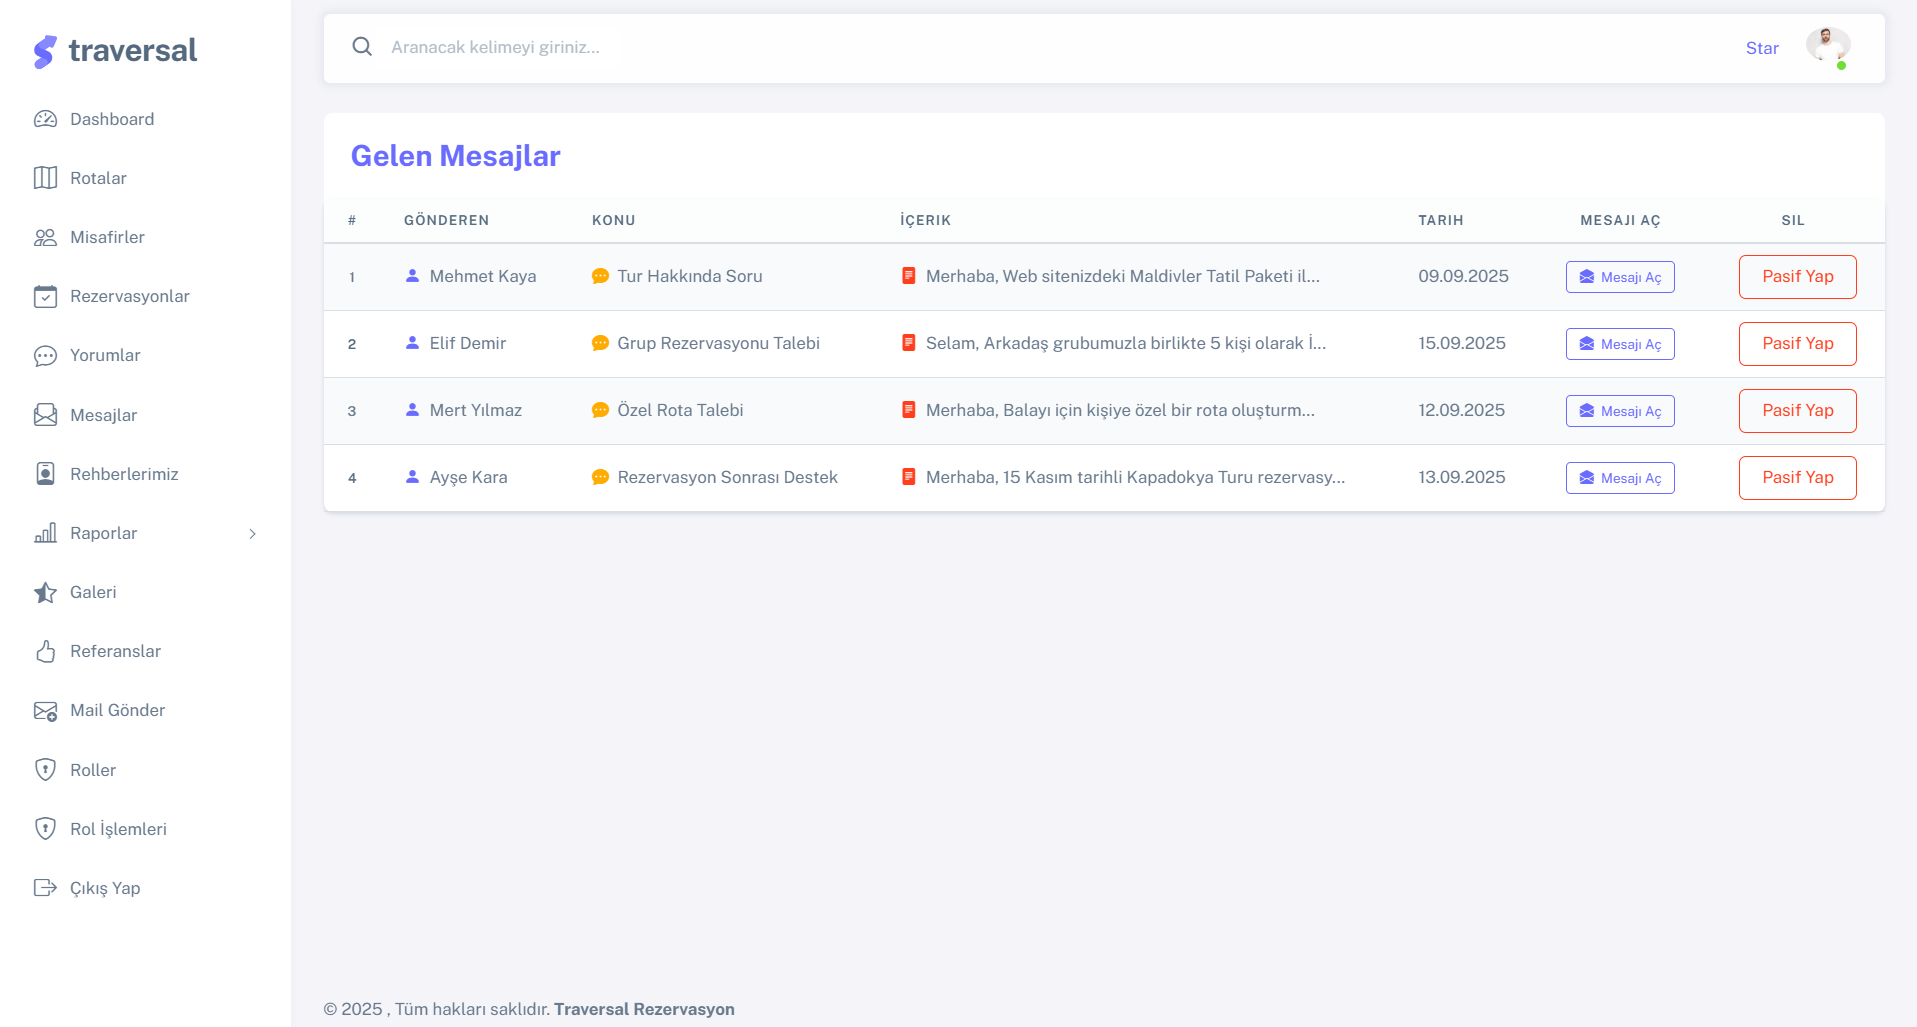 traversal
Dashboard
Rotalar
Misafirler
Rezervasyonlar
Yorumlar
Mesajlar
Rehberlerimiz
Raporlar
Galeri
Referanslar
Mail Gönder
Roller
Rol İşlemleri
Çıkış Yap
Aranacak kelimeyi giriniz...
Star
Gelen Mesajlar
# GÖNDEREN KONU İÇERIK TARIH MESAJI AÇ SIL
1 Mehmet Kaya Tur Hakkında Soru Merhaba, Web sitenizdeki Maldivler Tatil Paketi il... 09.09.2025 Mesajı Aç Pasif Yap
2 Elif Demir Grup Rezervasyonu Talebi Selam, Arkadaş grubumuzla birlikte 5 kişi olarak İ... 15.09.2025 Mesajı Aç Pasif Yap
3 Mert Yılmaz Özel Rota Talebi Merhaba, Balayı için kişiye özel bir rota oluşturm... 12.09.2025 Mesajı Aç Pasif Yap
4 Ayşe Kara Rezervasyon Sonrası Destek Merhaba, 15 Kasım tarihli Kapadokya Turu rezervasy... 13.09.2025 Mesajı Aç Pasif Yap
© 2025 , Tüm hakları saklıdır. Traversal Rezervasyon